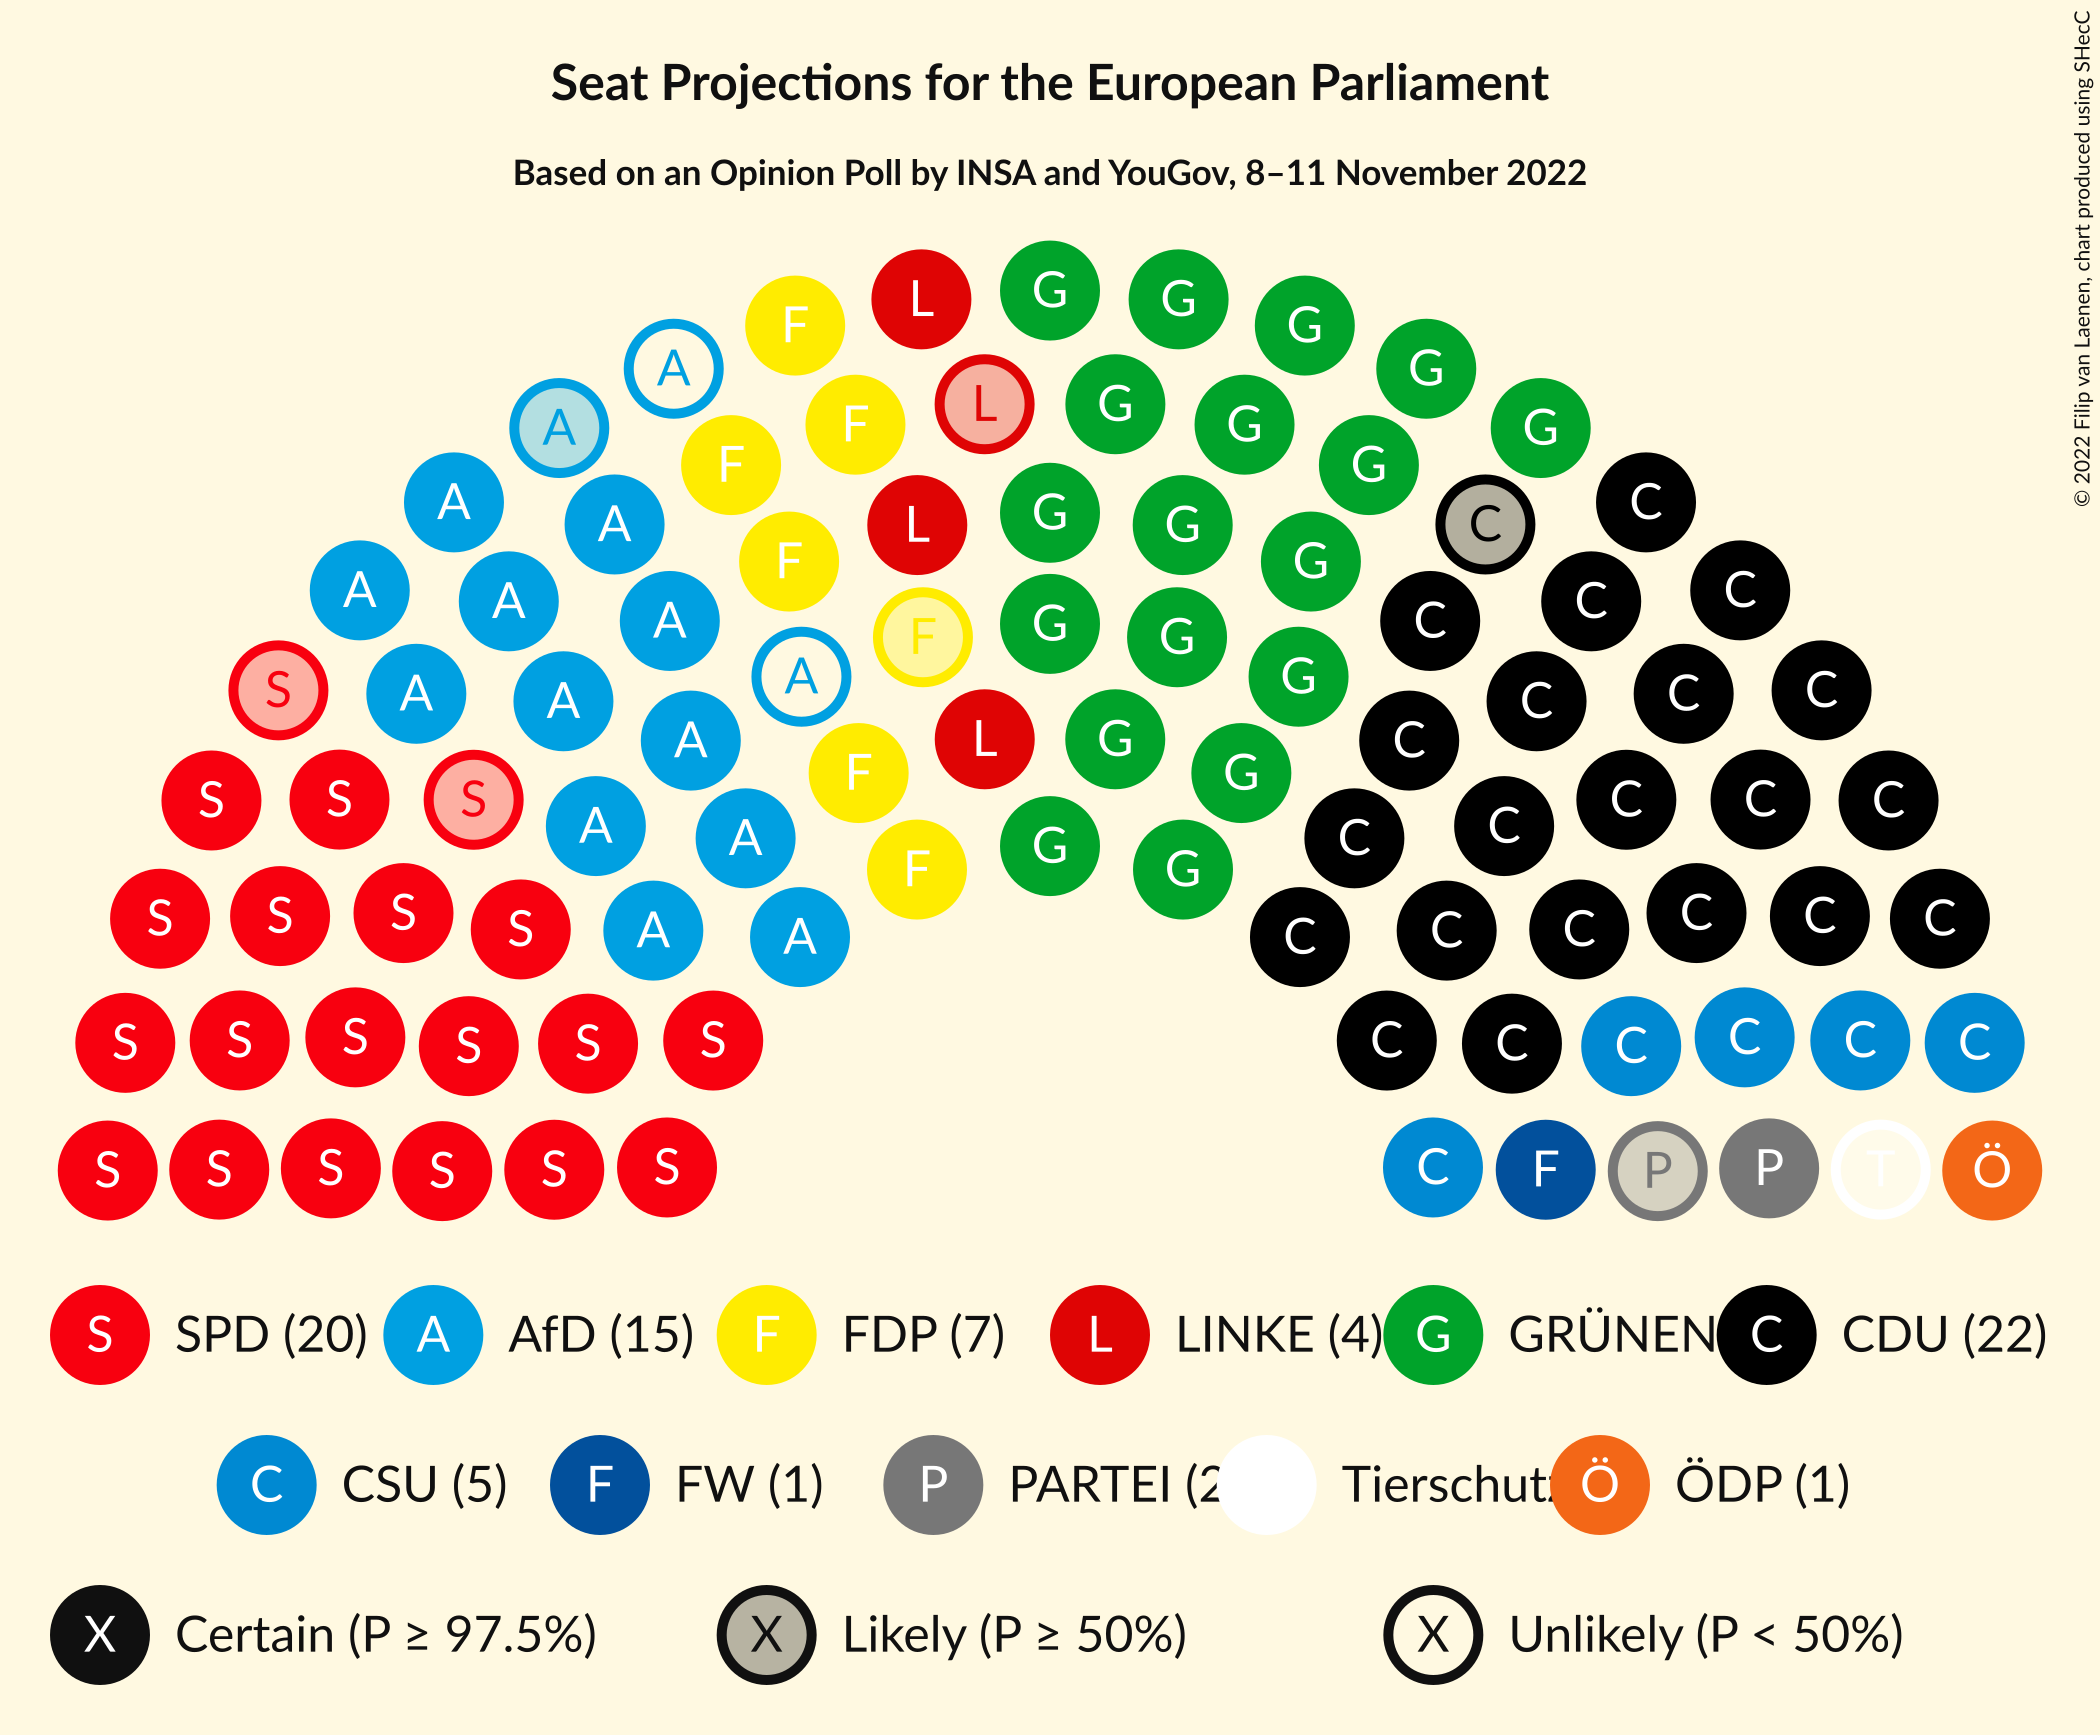 Seat Projections for the European Parliament
Based on an Opinion Poll by INSA and YouGov, 8–11 November 2022
© 2022 Filip van Laenen, chart produced using SHecC
L G G G
A F G
A L G
F F G G
A F G C
A A L G G C
A A F G C C
A A F G G C C
S A A A G C C
A L G C C
S S S F G C
A A C C C C
F G G C
S S S S A A C C C C C C
S S S S S S C C C C C C
S S S S S S C F P P T Ö
S SPD (20) A AfD (15) F FDP (7) L LINKE (4) G GRÜNEN C CDU (22)
C CSU (5) F FW (1) P PARTEI (2 Tierschutz Ö ÖDP (1)
X Certain (P ≥ 97.5%) X Likely (P ≥ 50%) X Unlikely (P < 50%)